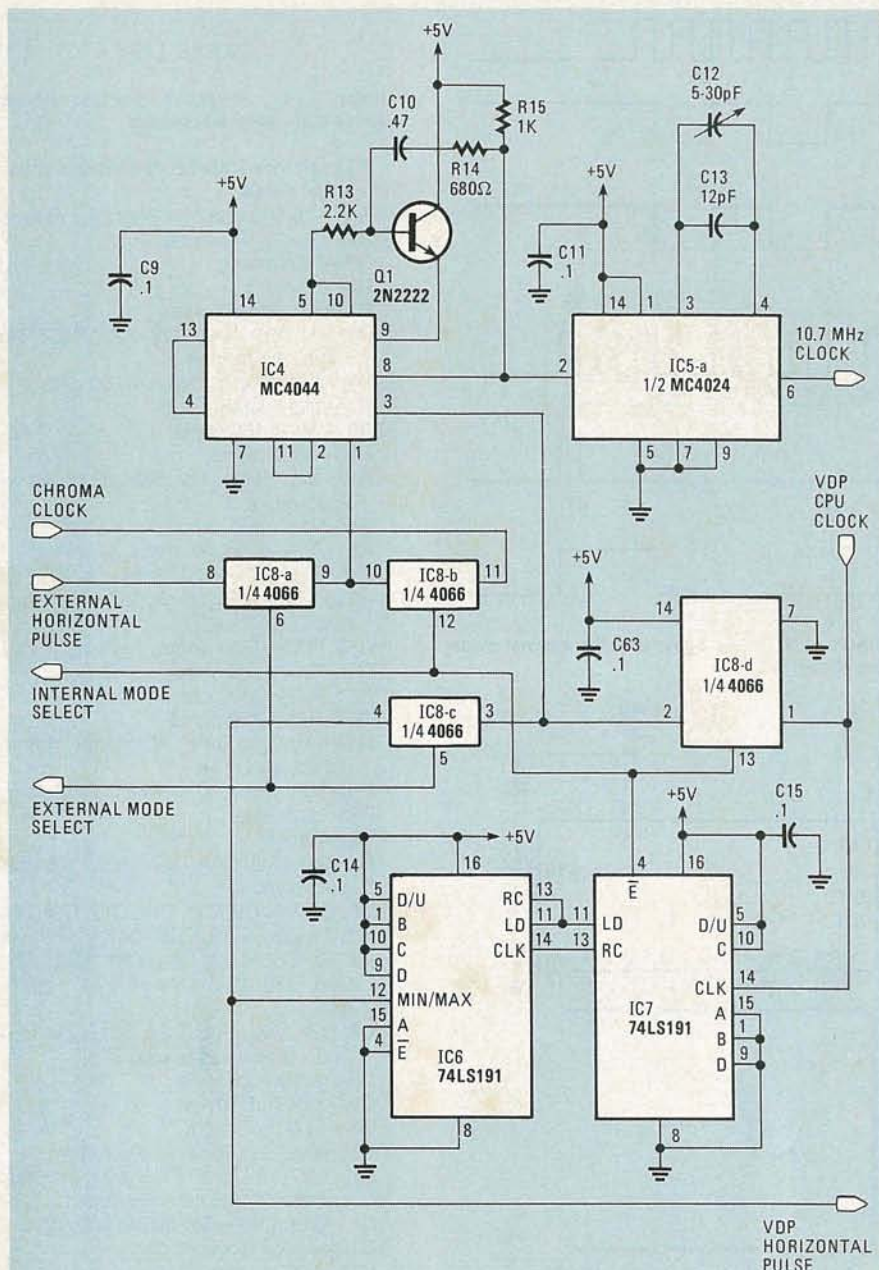 +5V
C10
.47
R15
1K
R14
680Ω
R13
2.2K
Q1
2N2222
+5V
C9
.1
14
5
10
13
4
9
8
3
IC4
MC4044
7
11
2
1
C12
5-30pF
C13
12pF
+5V
C11
.1
14
1
3
4
2
6
IC5-a
1/2 MC4024
5
7
9
10.7 MHz
CLOCK
CHROMA
CLOCK
EXTERNAL
HORIZONTAL
PULSE
8
IC8-a
1/4 4066
9
6
10
IC8-b
1/4 4066
11
12
INTERNAL MODE
SELECT
4
IC8-c
1/4 4066
3
5
EXTERNAL MODE
SELECT
VDP
CPU
CLOCK
+5V
C63
.1
14
7
IC8-d
1/4 4066
2
1
13
+5V
C14
.1
16
5 D/U
1 B
10 C
9 D
12 MIN/MAX
15 A
4 E̅
RC 13
LD 11
CLK 14
IC6
74LS191
8
+5V
C15
.1
4
E̅
16
11 LD
13 RC
D/U 5
C 10
CLK 14
A 15
B 1
D 9
IC7
74LS191
8
VDP
HORIZONTAL
PULSE